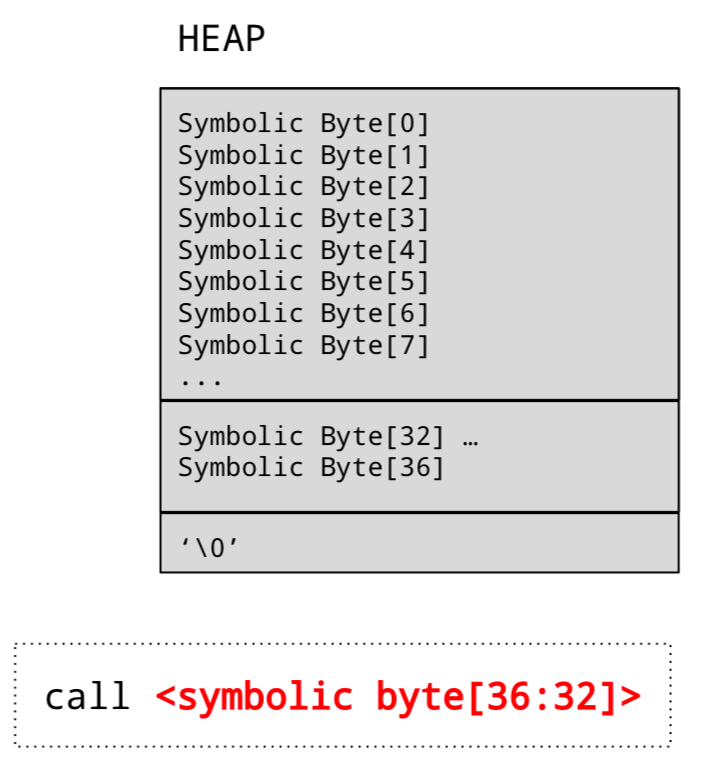 HEAP
Symbolic Byte[0]
Symbolic Byte[1]
Symbolic Byte[2]
Symbolic Byte[3]
Symbolic Byte[4]
Symbolic Byte[5]
Symbolic Byte[6]
Symbolic Byte[7]
...
Symbolic Byte[32] …
Symbolic Byte[36]
‘\0’
call <symbolic byte[36:32]>